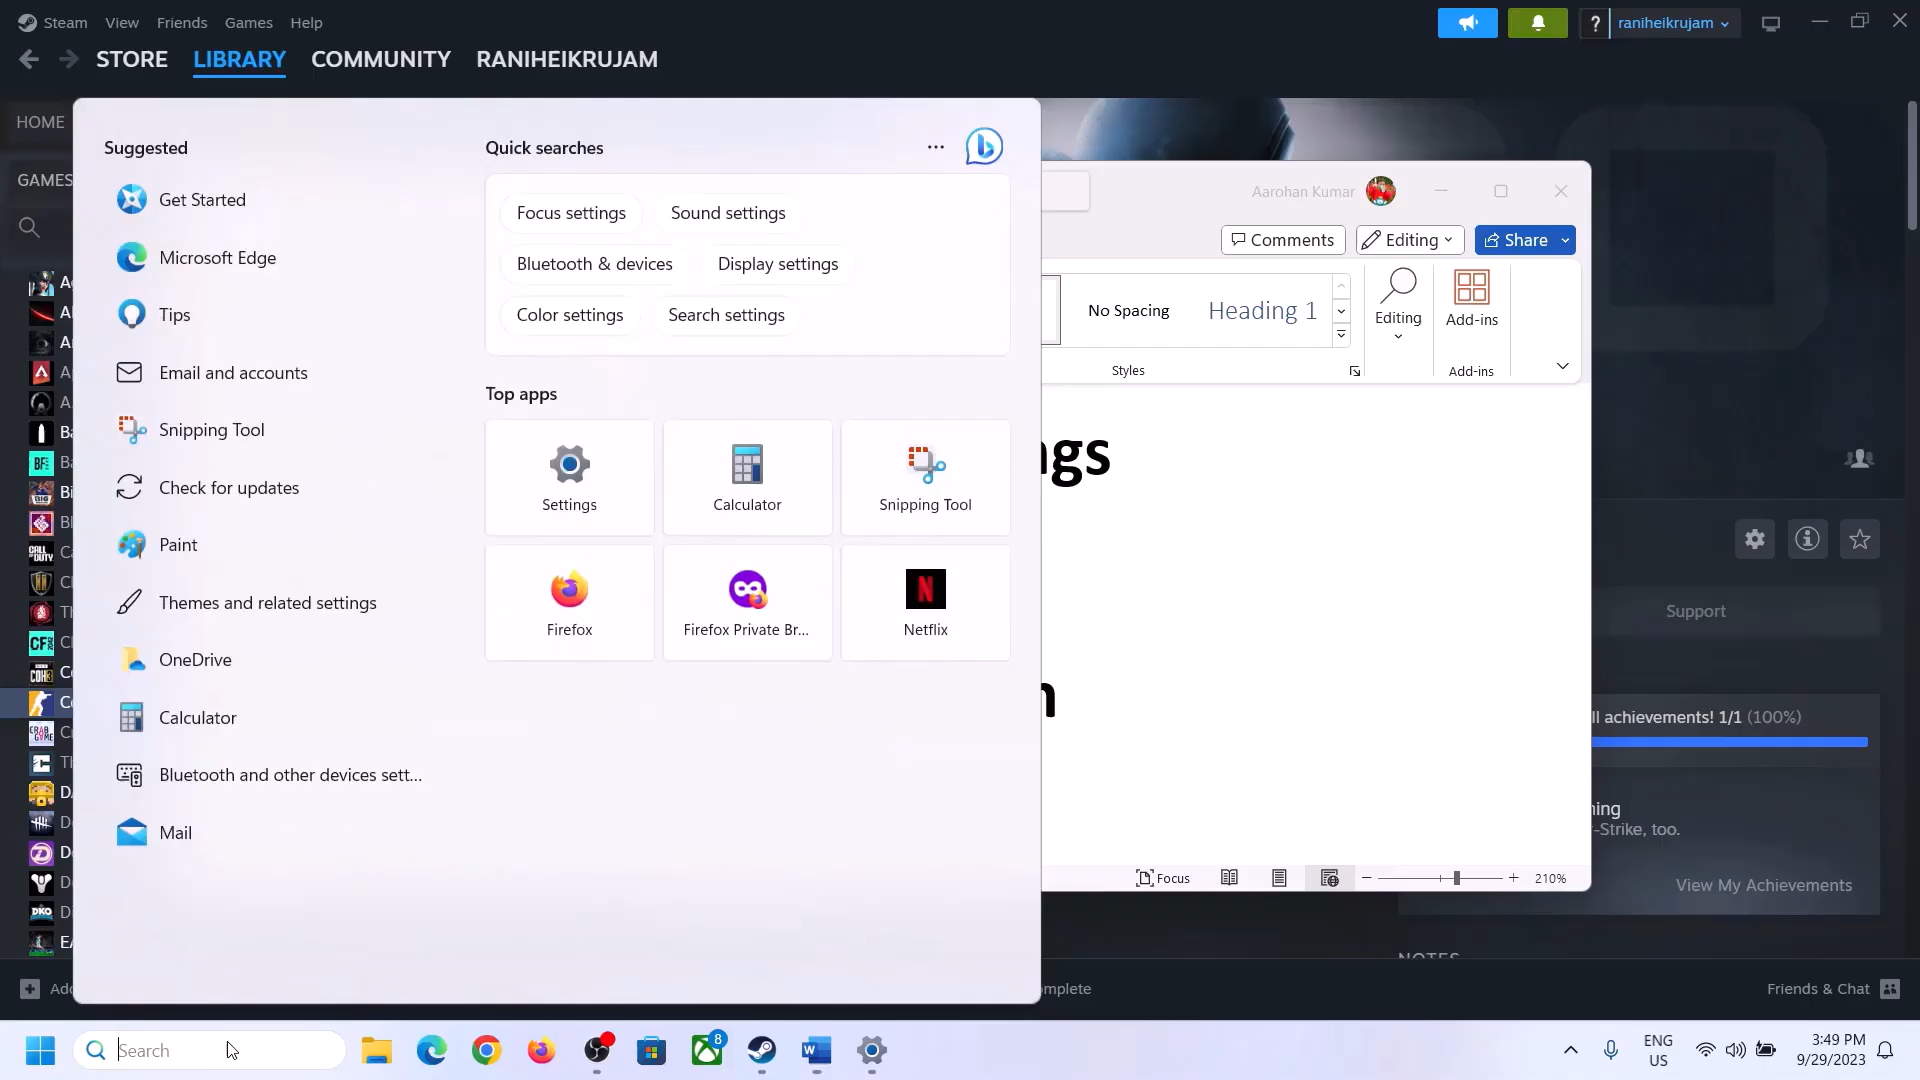 Steam View Friends Games Help
raniheikrujam
STORE LIBRARY COMMUNITY RANIHEIKRUJAM
HOME
GAMES
Suggested
Get Started
Microsoft Edge
Tips
Email and accounts
Snipping Tool
Check for updates
Paint
Themes and related settings
OneDrive
Calculator
Bluetooth and other devices sett...
Mail
Quick searches
Focus settings Sound settings
Bluetooth & devices Display settings
Color settings Search settings
Top apps
Settings Calculator Snipping Tool
Firefox Firefox Private Br... Netflix
Aarohan Kumar
Comments Editing Share
No Spacing Heading 1
Editing
Add-ins
Styles
Add-ins
ngs
n
Focus
210%
Support
ll achievements! 1/1 (100%)
ning
-Strike, too.
View My Achievements
NOTES
Add
omplete
Friends & Chat
Search
8
ENG
US
3:49 PM
9/29/2023